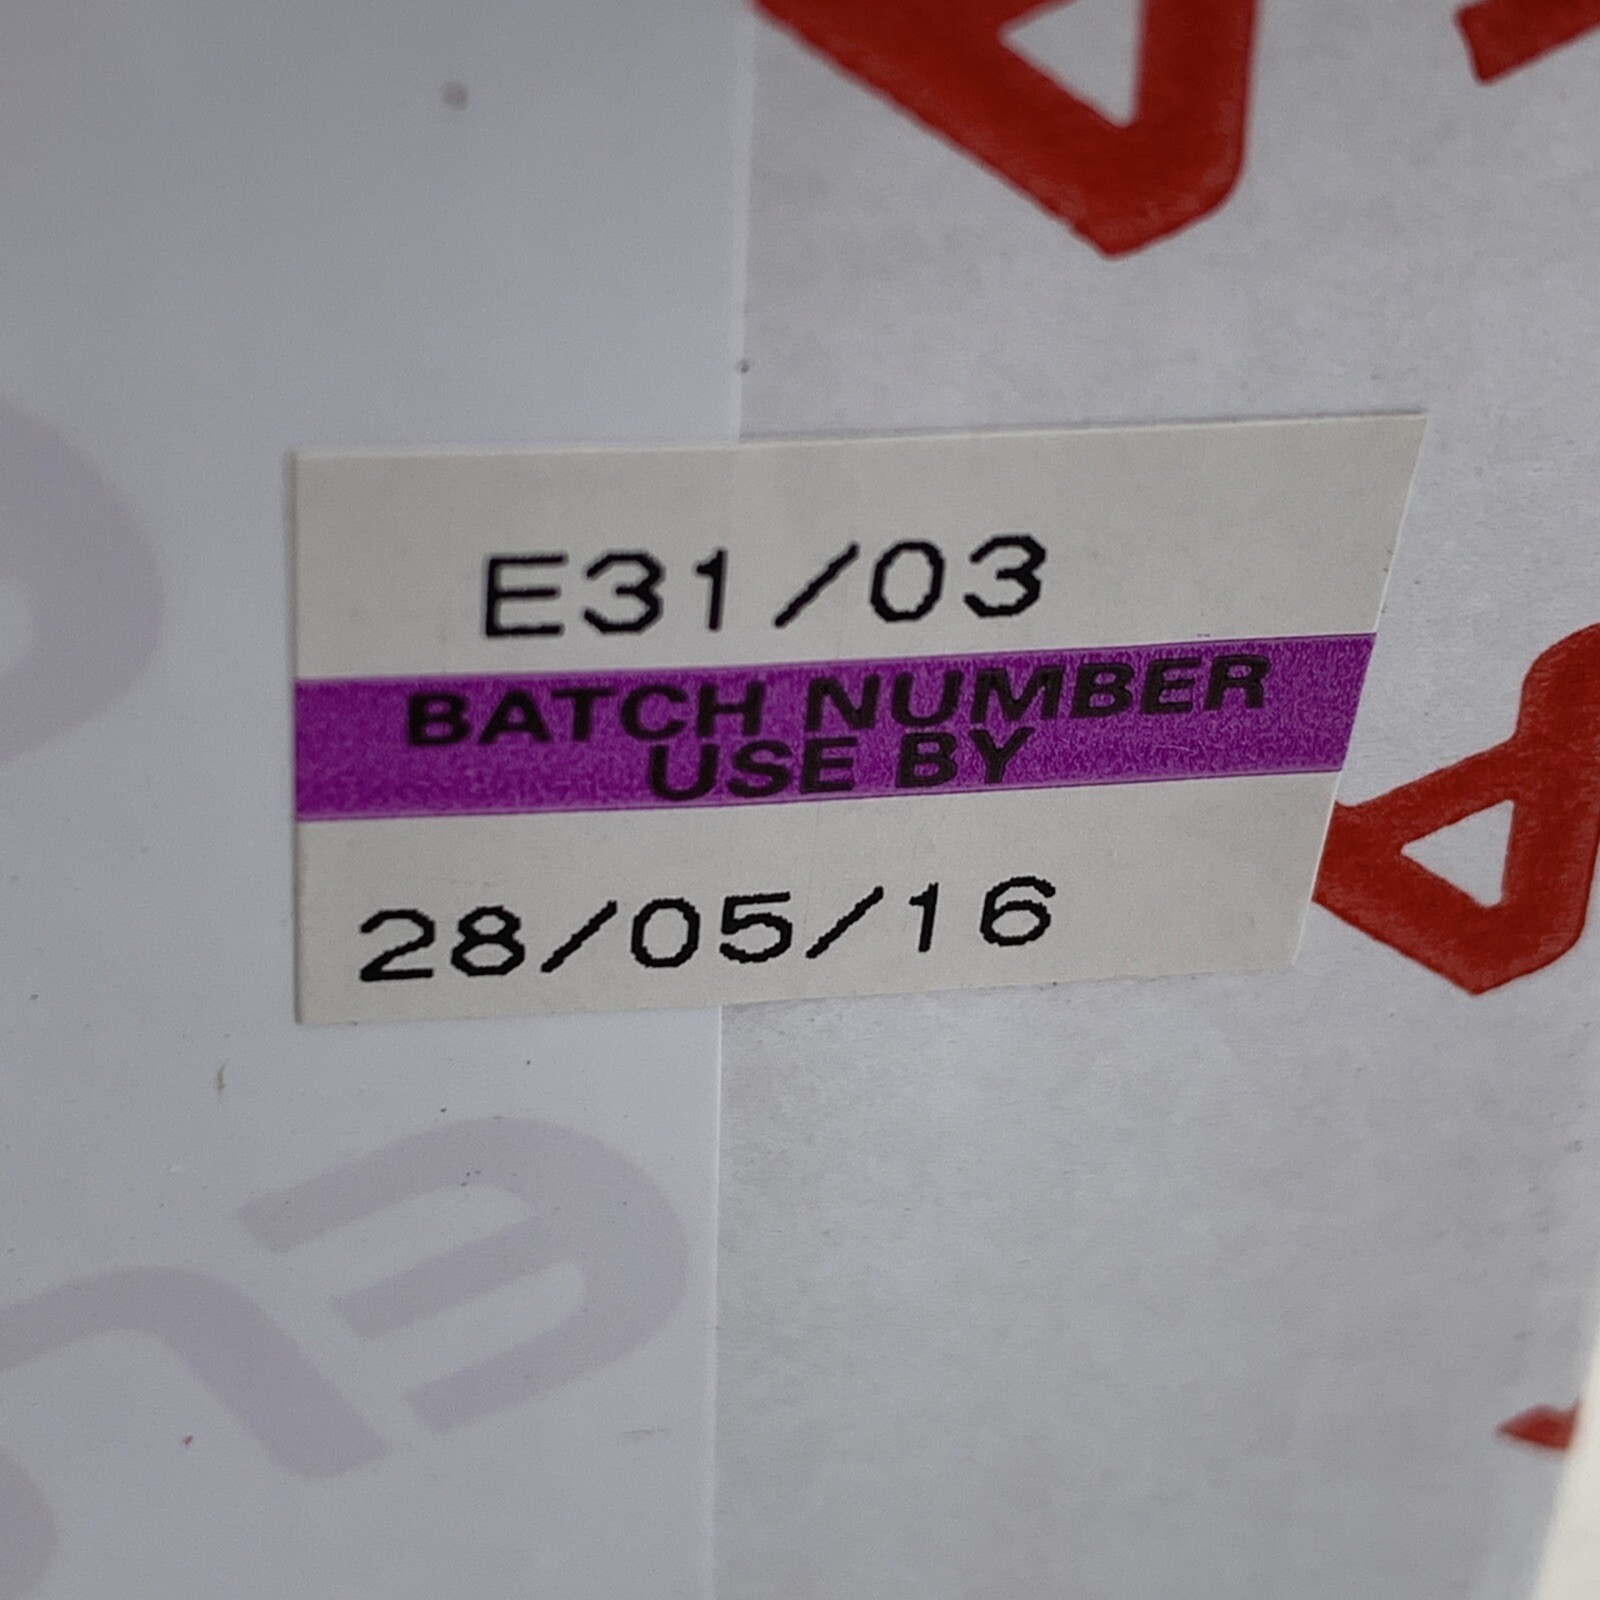 E31/03
BATCH NUMBER
USE BY
28/05/16